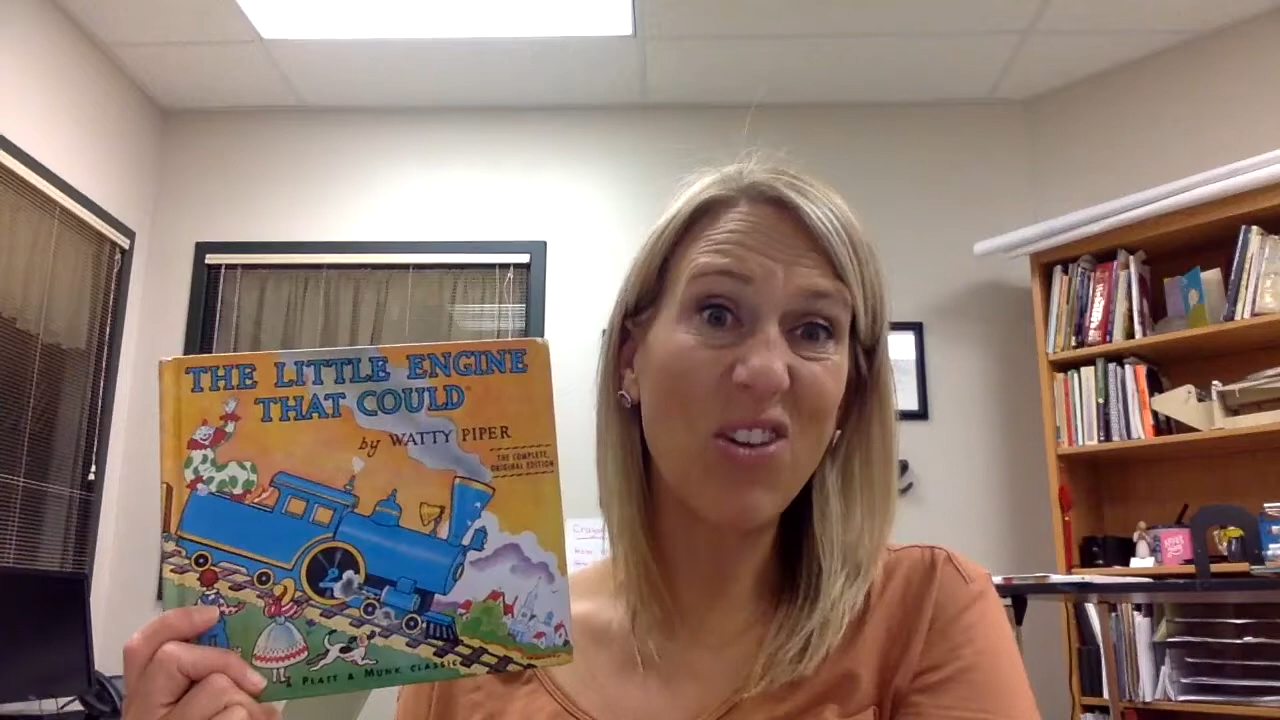 THE LITTLE ENGINE
THAT COULD
by WATTY PIPER
THE COMPLETE,
ORIGINAL EDITION
A PLATT & MUNK CLASSIC